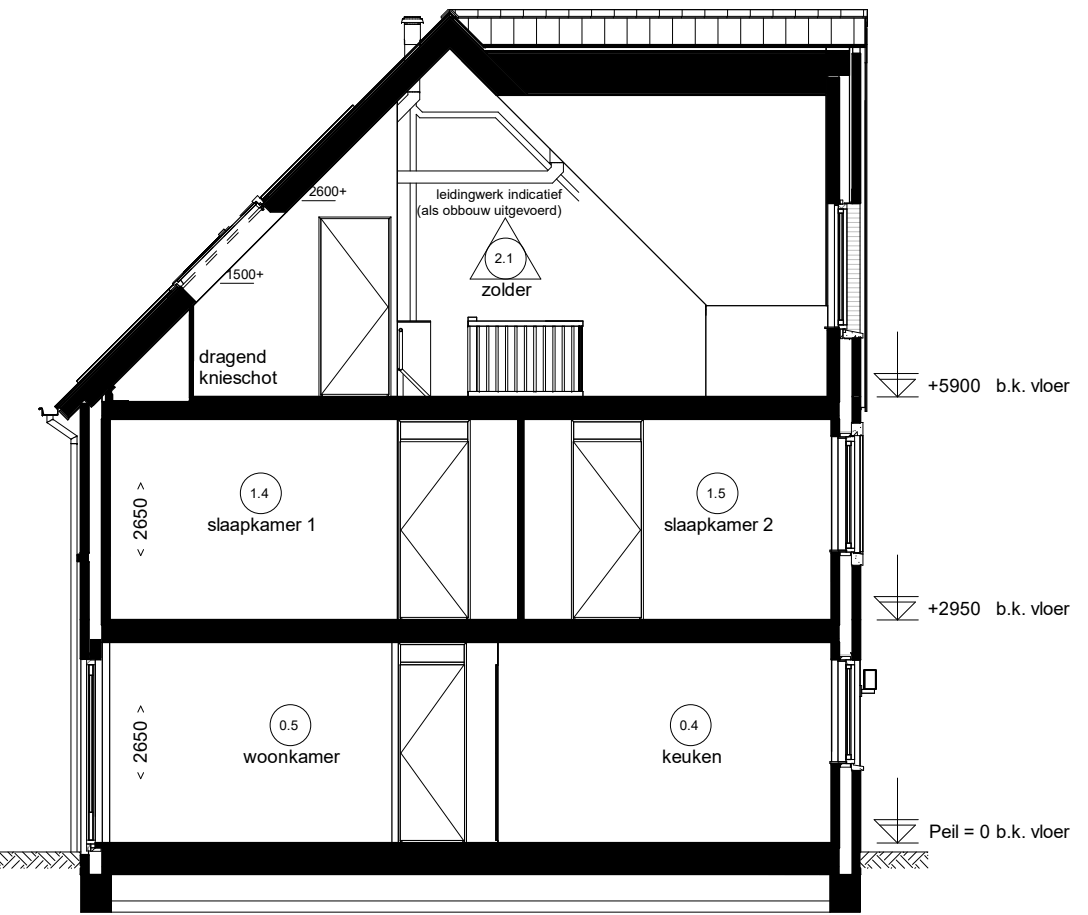 2600+
leidingwerk indicatief
(als obbouw uitgevoerd)
2.1
zolder
1500+
dragend
knieschot
+5900 b.k. vloer
1.4
slaapkamer 1
< 2650 >
1.5
slaapkamer 2
+2950 b.k. vloer
0.5
woonkamer
< 2650 >
0.4
keuken
Peil = 0 b.k. vloer